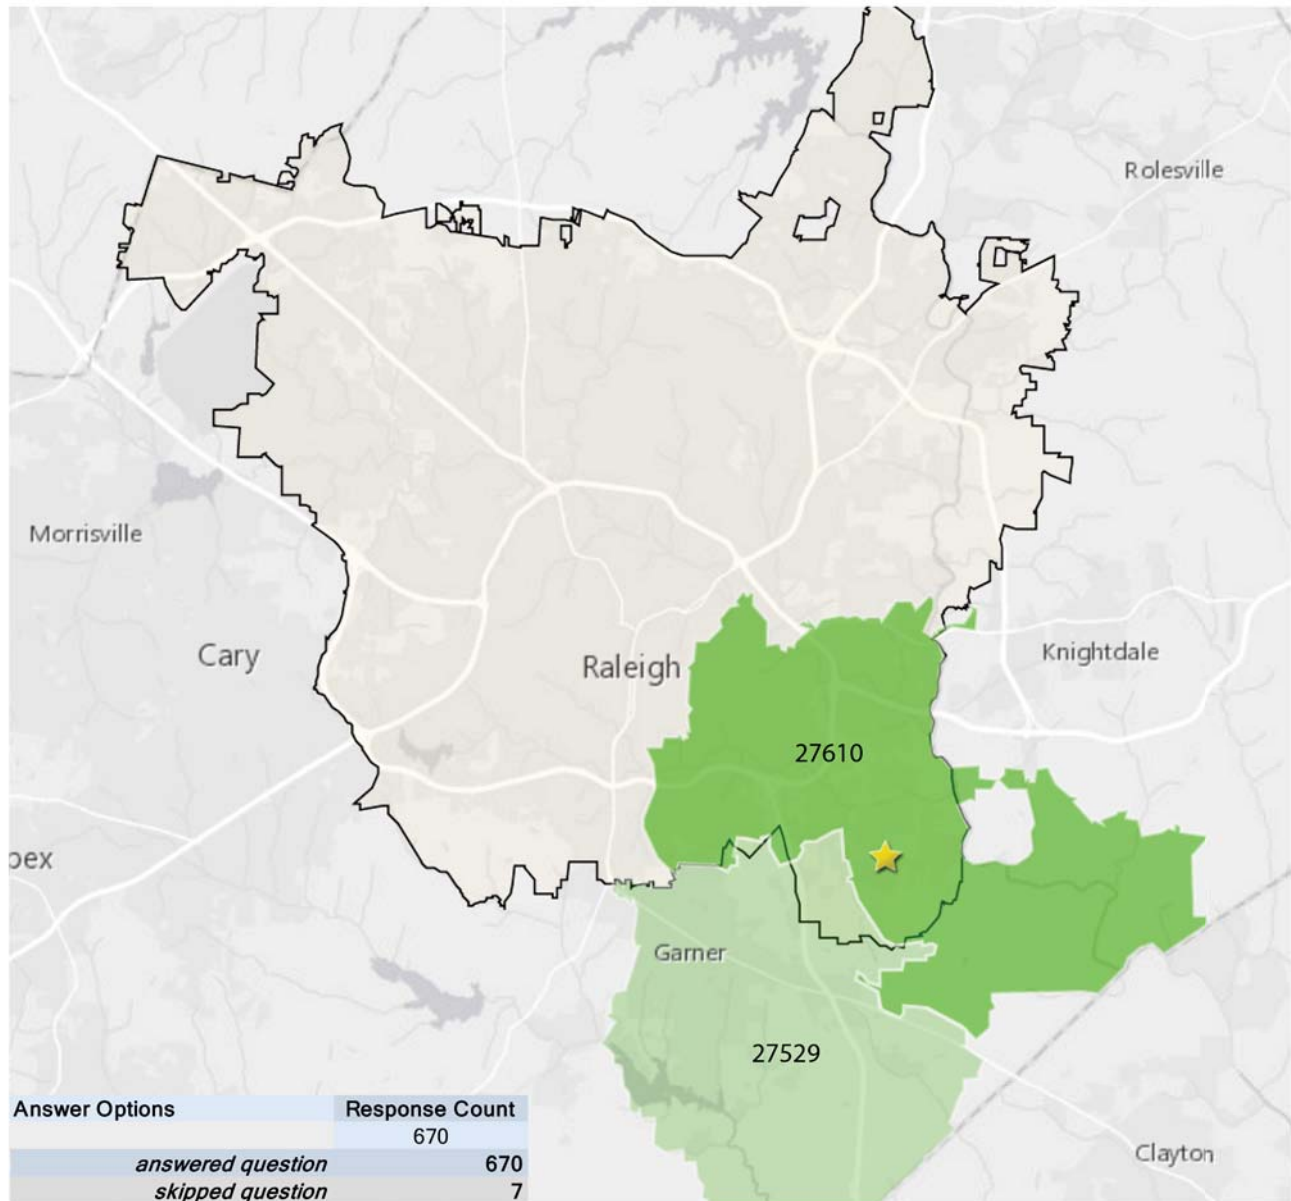 Rolesville
Morrisville
Cary
Raleigh
Knightdale
27610
pex
Garner
27529
Answer Options Response Count
670
answered question 670
skipped question 7
Clayton